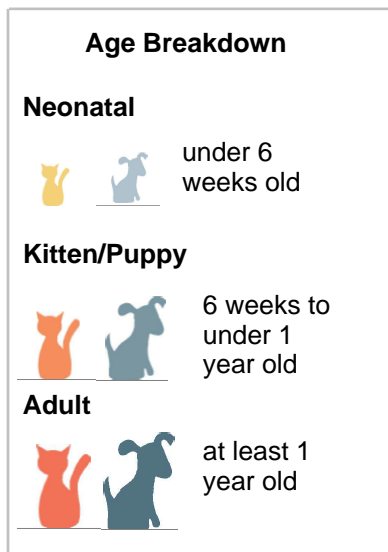 Age Breakdown
Neonatal
under 6
weeks old
Kitten/Puppy
6 weeks to
under 1
year old
Adult
at least 1
year old